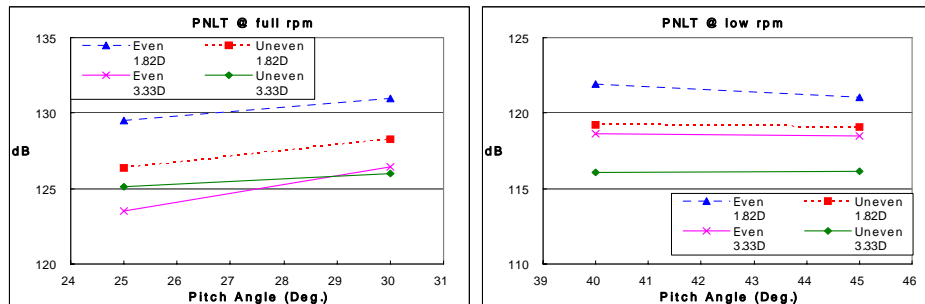 PNLT @ full rpm
135
130
125
120
dB
Even 1.82D
Uneven 1.82D
Even 3.33D
Uneven 3.33D
24 25 26 27 28 29 30 31
Pitch Angle (Deg.)
PNLT @ low rpm
125
120
115
110
dB
Even 1.82D
Uneven 1.82D
Even 3.33D
Uneven 3.33D
39 40 41 42 43 44 45 46
Pitch Angle (Deg.)